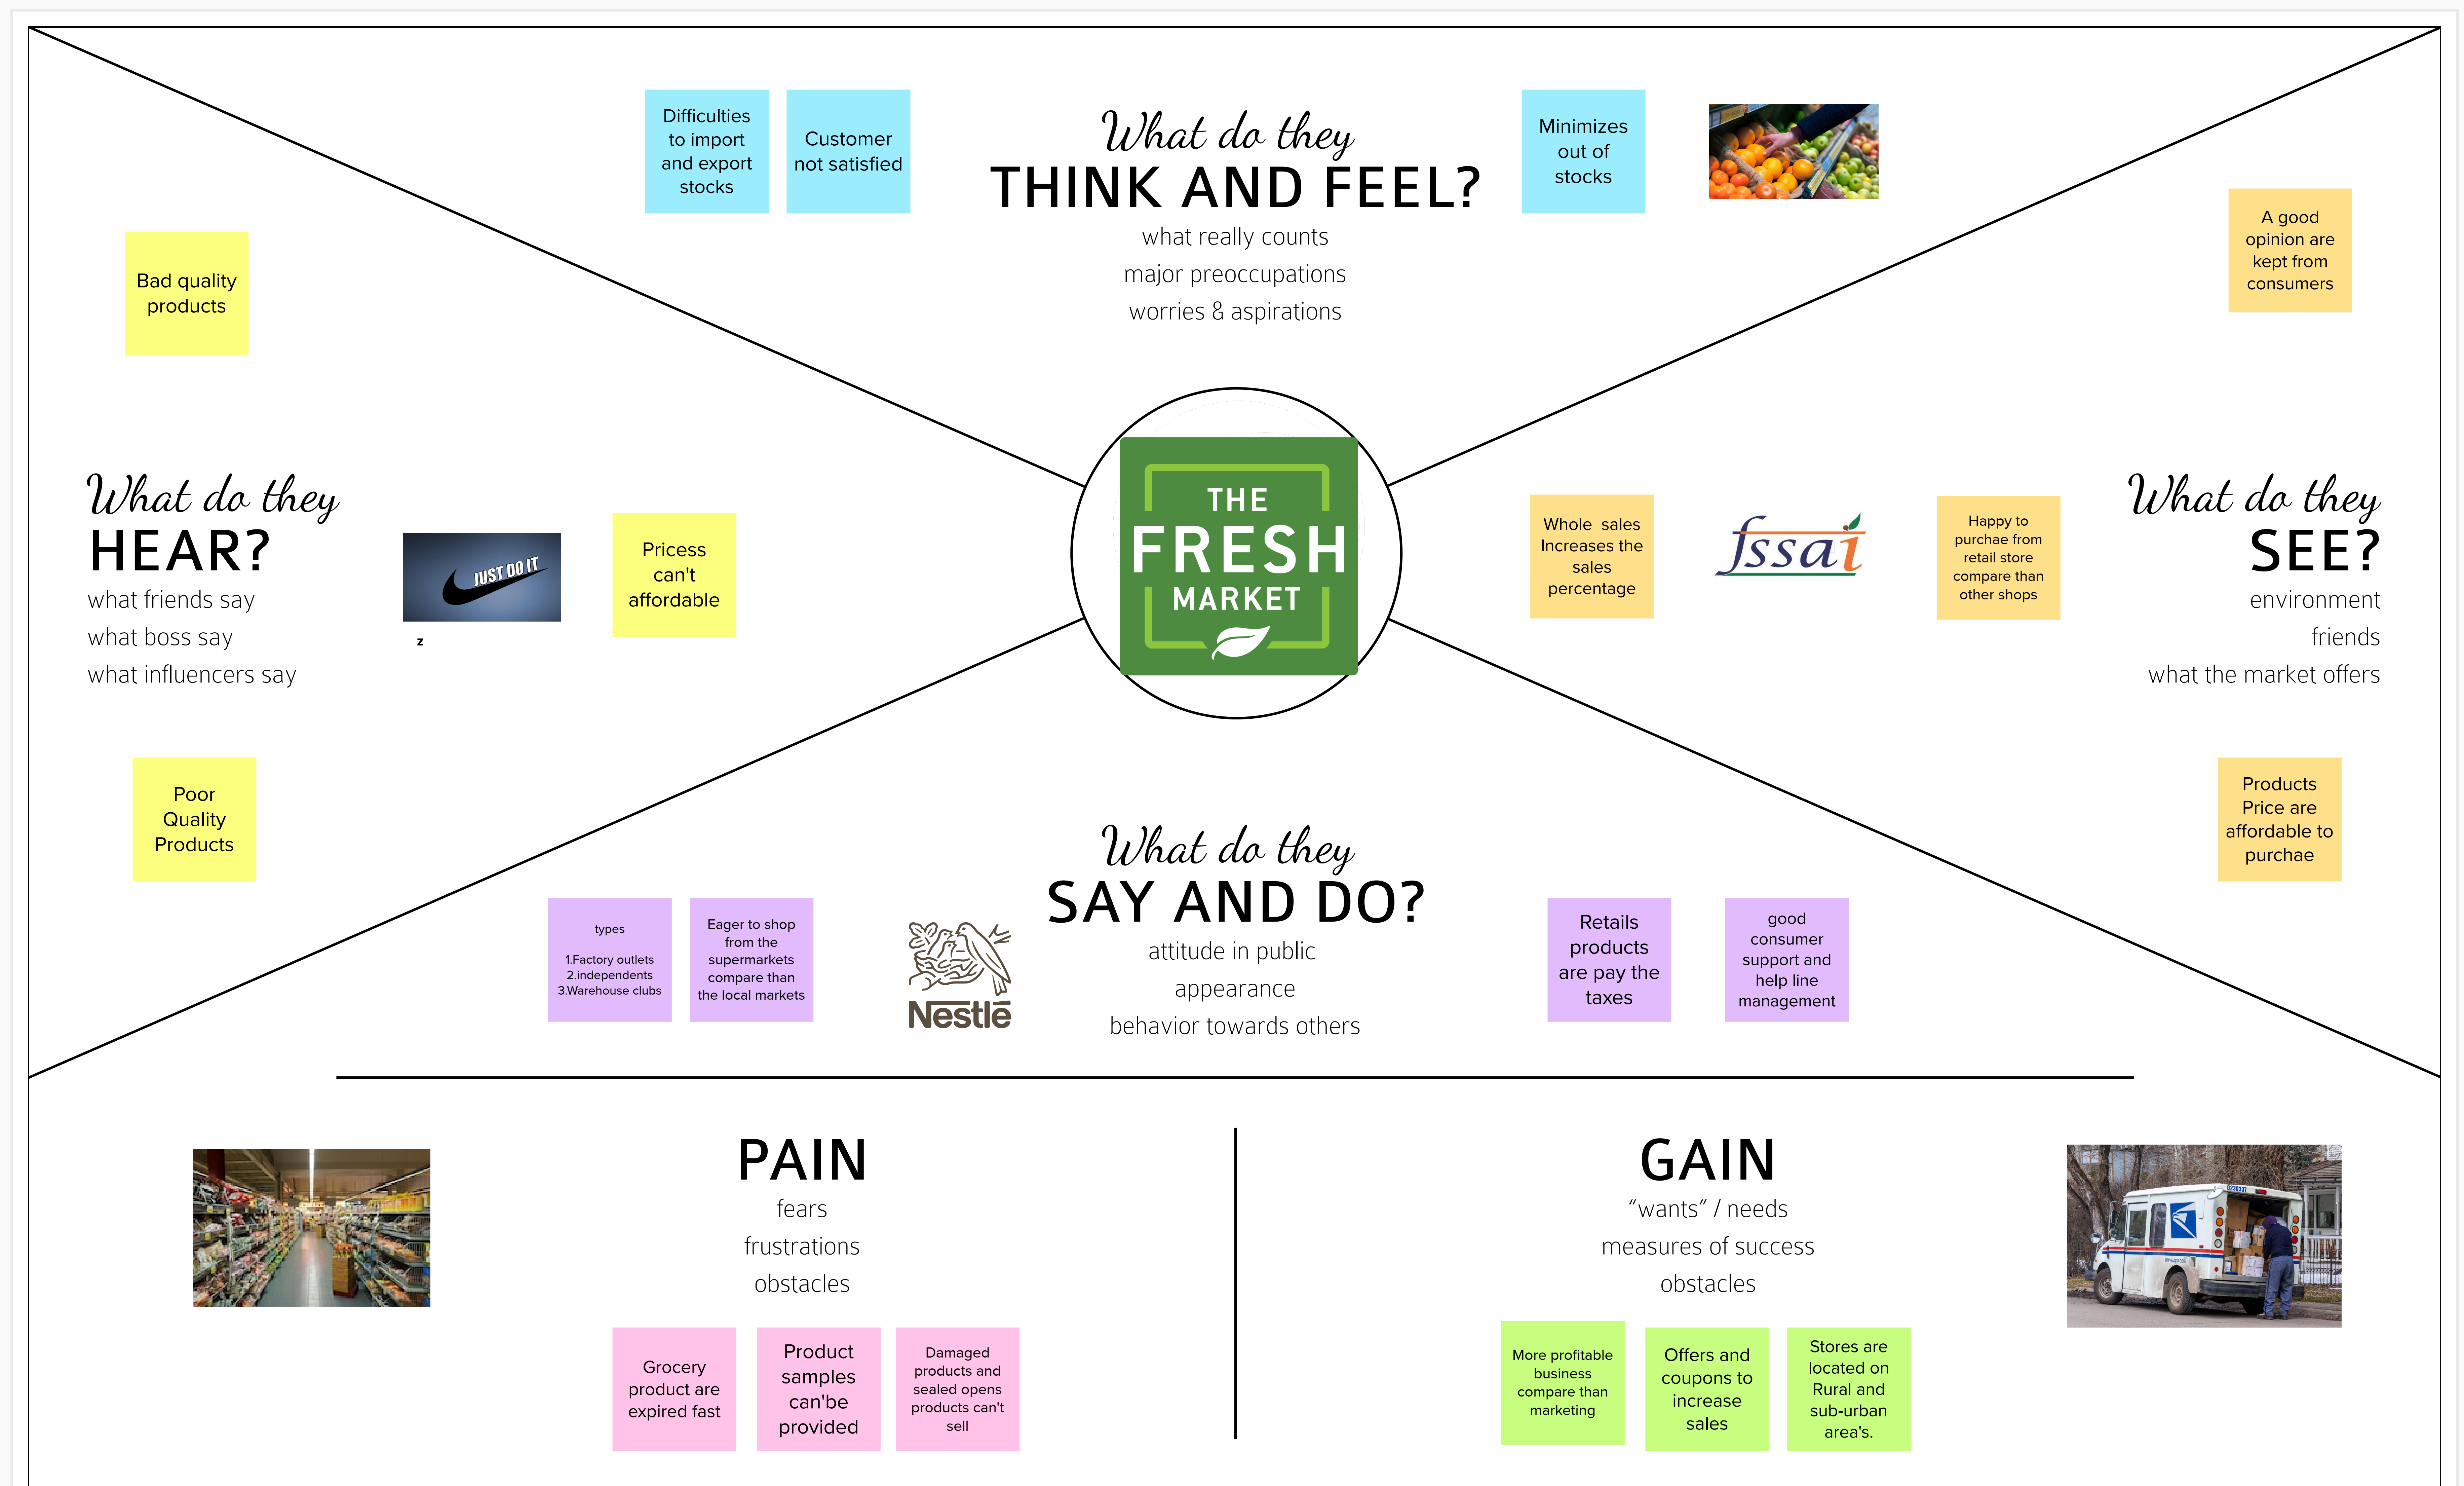 Difficulties
to import
and export
stocks
Customer
not satisfied
What do they
THINK AND FEEL?
what really counts
major preoccupations
worries & aspirations
Minimizes
out of
stocks
A good
opinion are
kept from
consumers
Bad quality
products
What do they
HEAR?
what friends say
what boss say
what influencers say
JUST DO IT
z
Pricess
can't
affordable
Poor
Quality
Products
THE
FRESH
MARKET
Whole  sales
Increases the
sales
percentage
fssai
Happy to
purchae from
retail store
compare than
other shops
What do they
SEE?
environment
friends
what the market offers
Products
Price are
affordable to
purchae
What do they
SAY AND DO?
attitude in public
appearance
behavior towards others
types
1.Factory outlets
2.independents
3.Warehouse clubs
Eager to shop
from the
supermarkets
compare than
the local markets
Nestlé
Retails
products
are pay the
taxes
good
consumer
support and
help line
management
PAIN
fears
frustrations
obstacles
Grocery
product are
expired fast
Product
samples
can'be
provided
Damaged
products and
sealed opens
products can't
sell
GAIN
“wants” / needs
measures of success
obstacles
More profitable
business
compare than
marketing
Offers and
coupons to
increase
sales
Stores are
located on
Rural and
sub-urban
area's.
0230337